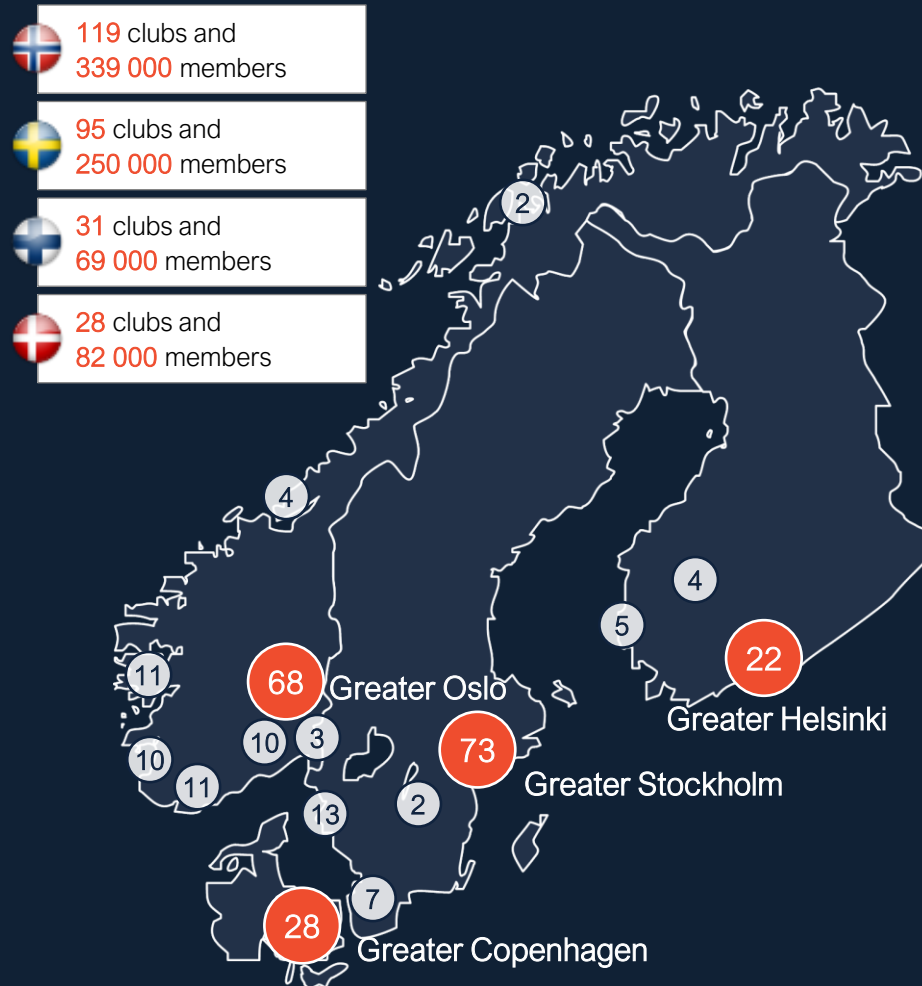 119 clubs and
339 000 members
95 clubs and
250 000 members
31 clubs and
69 000 members
28 clubs and
82 000 members
2
4
4
5
22
11
68
Greater Oslo
Greater Helsinki
10
3
73
10
11
Greater Stockholm
2
13
7
28
Greater Copenhagen